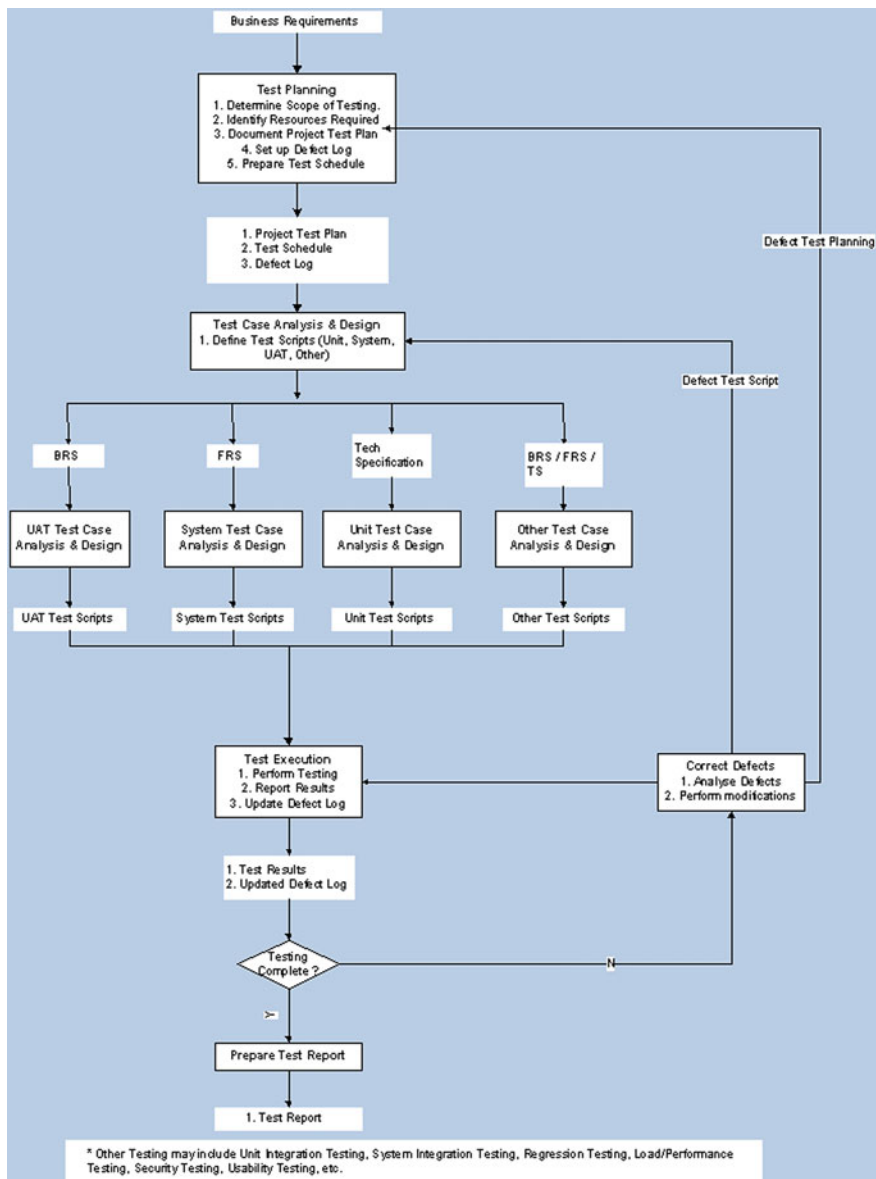 Business Requirements
Test Planning
1. Determine Scope of Testing.
2. Identify Resources Required
3. Document Project Test Plan
4. Set up Defect Log
5. Prepare Test Schedule
1. Project Test Plan
2. Test Schedule
3. Defect Log
Defect Test Planning
Test Case Analysis & Design
1. Define Test Scripts (Unit, System,
UAT, Other)
Defect Test Script
BRS
FRS
Tech
Specification
BRS / FRS /
TS
UAT Test Case
Analysis & Design
System Test Case
Analysis & Design
Unit Test Case
Analysis & Design
Other Test Case
Analysis & Design
UAT Test Scripts
System Test Scripts
Unit Test Scripts
Other Test Scripts
Test Execution
1. Perform Testing
2. Report Results
3. Update Defect Log
Correct Defects
1. Analyse Defects
2. Perform modifications
1. Test Results
2. Updated Defect Log
Testing
Complete ?
N
Y
Prepare Test Report
1. Test Report
* Other Testing may include Unit Integration Testing, System Integration Testing, Regression Testing, Load/Performance
Testing, Security Testing, Usability Testing, etc.